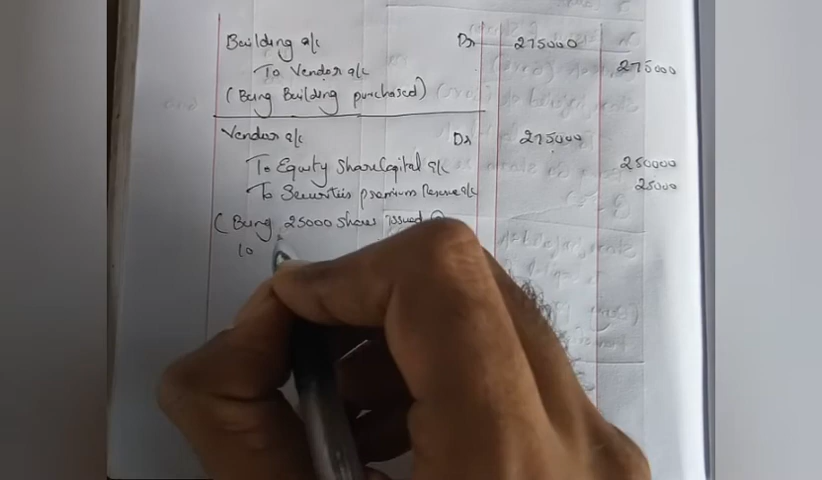 Building a/c Dr 275000
To Vendor a/c 275000
(Being Building purchased)
Vendor a/c Dr 275000
To Equity Share Capital a/c 250000
To Securities premium Reserve a/c 25000
(Being 25000 shares issued @
10